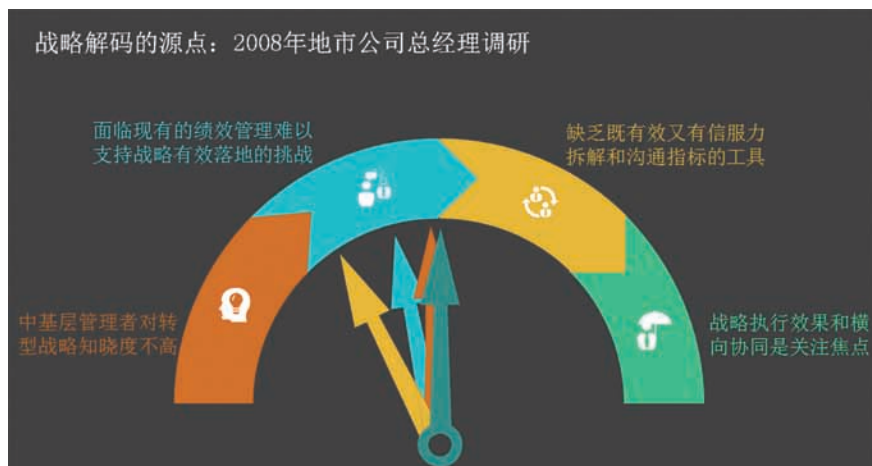 战略解码的源点：2008年地市公司总经理调研
面临现有的绩效管理难以
支持战略有效落地的挑战
缺乏既有效又有信服力
拆解和沟通指标的工具
中基层管理者对转
型战略知晓度不高
战略执行效果和横
向协同是关注焦点